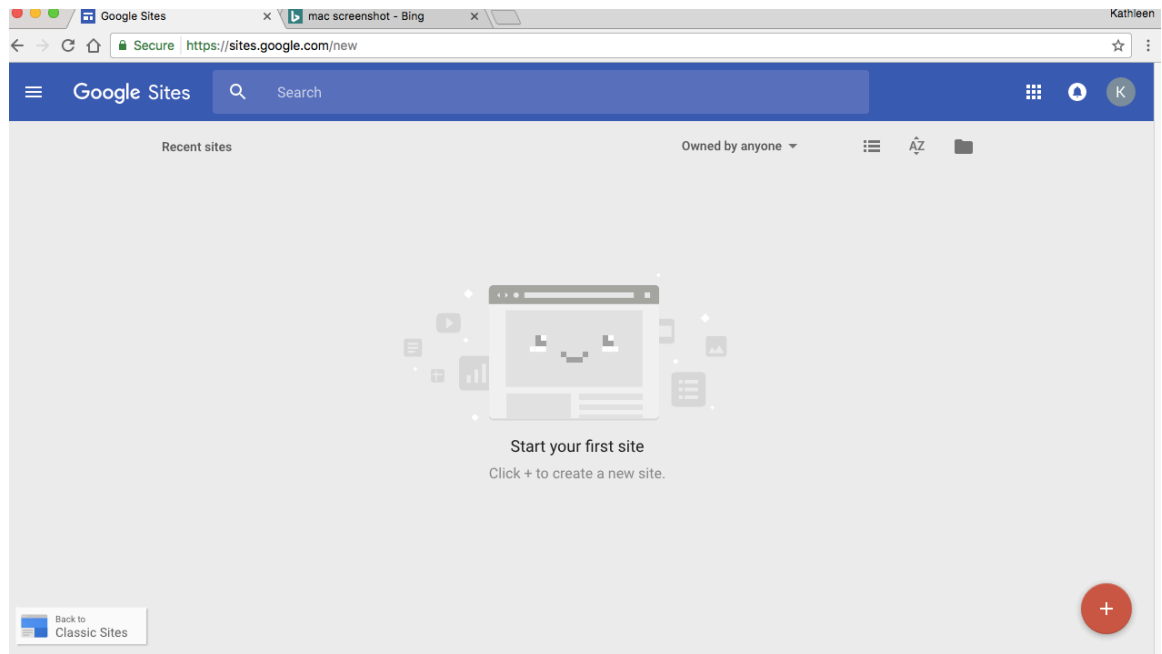 Google Sites
mac screenshot - Bing
Kathleen
Secure
https://sites.google.com/new
Google Sites
Search
K
Recent sites
Owned by anyone
AZ
Start your first site
Click + to create a new site.
Back to
Classic Sites
+